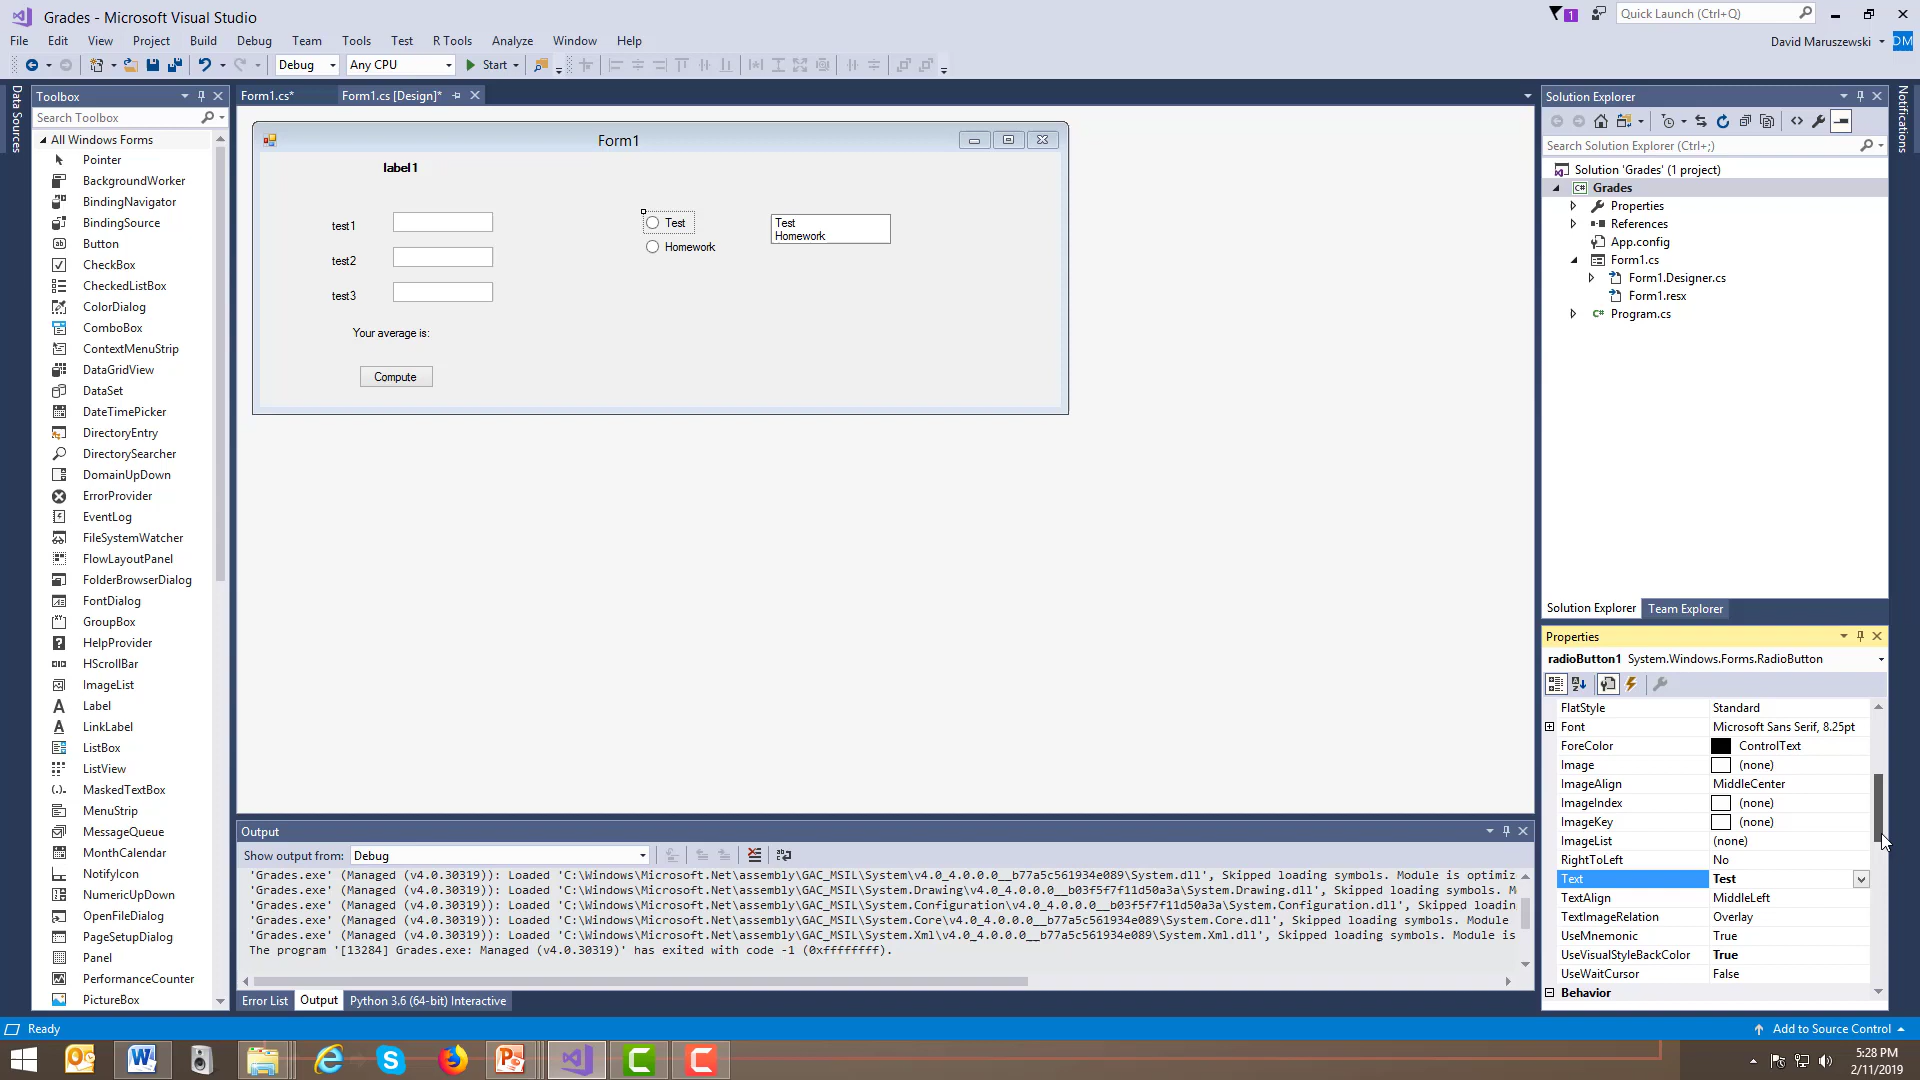 Grades - Microsoft Visual Studio
1
Quick Launch (Ctrl+Q)
File Edit View Project Build Debug Team Tools Test R Tools Analyze Window Help
David Maruszewski DM
Debug Any CPU Start
Data Sources
Toolbox
Search Toolbox
All Windows Forms
Pointer
BackgroundWorker
BindingNavigator
BindingSource
Button
CheckBox
CheckedListBox
ColorDialog
ComboBox
ContextMenuStrip
DataGridView
DataSet
DateTimePicker
DirectoryEntry
DirectorySearcher
DomainUpDown
ErrorProvider
EventLog
FileSystemWatcher
FlowLayoutPanel
FolderBrowserDialog
FontDialog
GroupBox
HelpProvider
HScrollBar
ImageList
Label
LinkLabel
ListBox
ListView
MaskedTextBox
MenuStrip
MessageQueue
MonthCalendar
NotifyIcon
NumericUpDown
OpenFileDialog
PageSetupDialog
Panel
PerformanceCounter
PictureBox
Form1.cs* Form1.cs [Design]*
Form1
label1
test1
test2
test3
Your average is:
Compute
Test
Homework
Test
Homework
Output
Show output from: Debug
'Grades.exe' (Managed (v4.0.30319)): Loaded 'C:\Windows\Microsoft.Net\assembly\GAC_MSIL\System\v4.0_4.0.0.0__b77a5c561934e089\System.dll', Skipped loading symbols. Module is optimiz
'Grades.exe' (Managed (v4.0.30319)): Loaded 'C:\Windows\Microsoft.Net\assembly\GAC_MSIL\System.Drawing\v4.0_4.0.0.0__b03f5f7f11d50a3a\System.Drawing.dll', Skipped loading symbols. M
'Grades.exe' (Managed (v4.0.30319)): Loaded 'C:\Windows\Microsoft.Net\assembly\GAC_MSIL\System.Configuration\v4.0_4.0.0.0__b03f5f7f11d50a3a\System.Configuration.dll', Skipped loadin
'Grades.exe' (Managed (v4.0.30319)): Loaded 'C:\Windows\Microsoft.Net\assembly\GAC_MSIL\System.Core\v4.0_4.0.0.0__b77a5c561934e089\System.Core.dll', Skipped loading symbols. Module
'Grades.exe' (Managed (v4.0.30319)): Loaded 'C:\Windows\Microsoft.Net\assembly\GAC_MSIL\System.Xml\v4.0_4.0.0.0__b77a5c561934e089\System.Xml.dll', Skipped loading symbols. Module is
The program '[13284] Grades.exe: Managed (v4.0.30319)' has exited with code -1 (0xffffffff).
Error List Output Python 3.6 (64-bit) Interactive
Solution Explorer
Search Solution Explorer (Ctrl+;)
Solution 'Grades' (1 project)
Grades
Properties
References
App.config
Form1.cs
Form1.Designer.cs
Form1.resx
Program.cs
Solution Explorer Team Explorer
Notifications
Properties
radioButton1 System.Windows.Forms.RadioButton
FlatStyle Standard
Font Microsoft Sans Serif, 8.25pt
ForeColor ControlText
Image (none)
ImageAlign MiddleCenter
ImageIndex (none)
ImageKey (none)
ImageList (none)
RightToLeft No
Text Test
TextAlign MiddleLeft
TextImageRelation Overlay
UseMnemonic True
UseVisualStyleBackColor True
UseWaitCursor False
Behavior
Ready
Add to Source Control
5:28 PM
2/11/2019